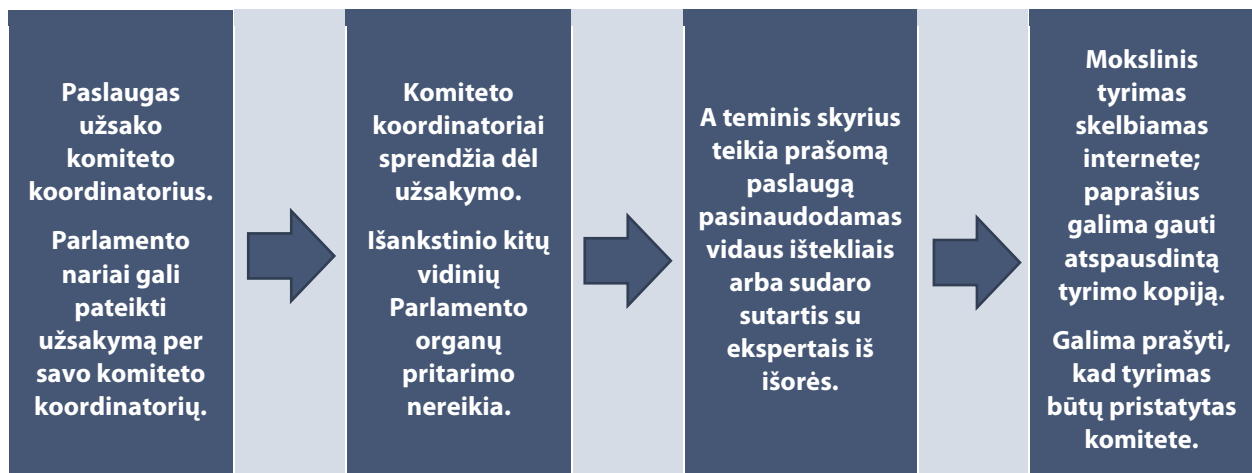 Paslaugas
užsako
komiteto
koordinatorius.
Parlamento
nariai gali
pateikti
užsakymą per
savo komiteto
koordinatorių.
Komiteto
koordinatoriai
sprendžia dėl
užsakymo.
Išankstinio kitų
vidinių
Parlamento
organų
pritarimo
nereikia.
A teminis skyrius
teikia prašomą
paslaugą
pasinaudodamas
vidaus ištekliais
arba sudaro
sutartis su
ekspertais iš
išorės.
Mokslinis
tyrimas
skelbiamas
internete;
paprašius
galima gauti
atspausdintą
tyrimo kopiją.
Galima prašyti,
kad tyrimas
būtų pristatytas
komitete.